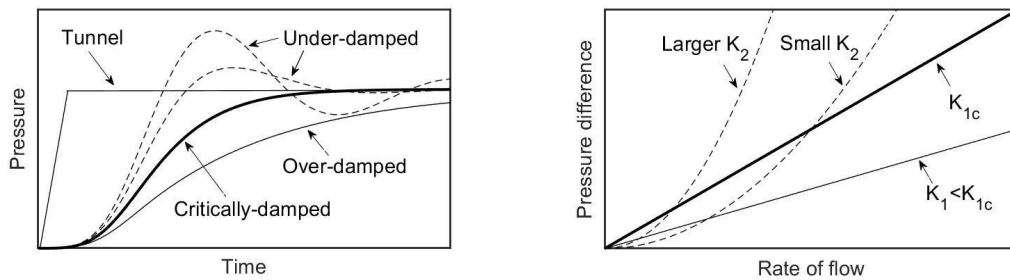 Tunnel
Under-damped
Over-damped
Critically-damped
Pressure
Time
Larger K2
Small K2
K1c
K1<K1c
Pressure difference
Rate of flow